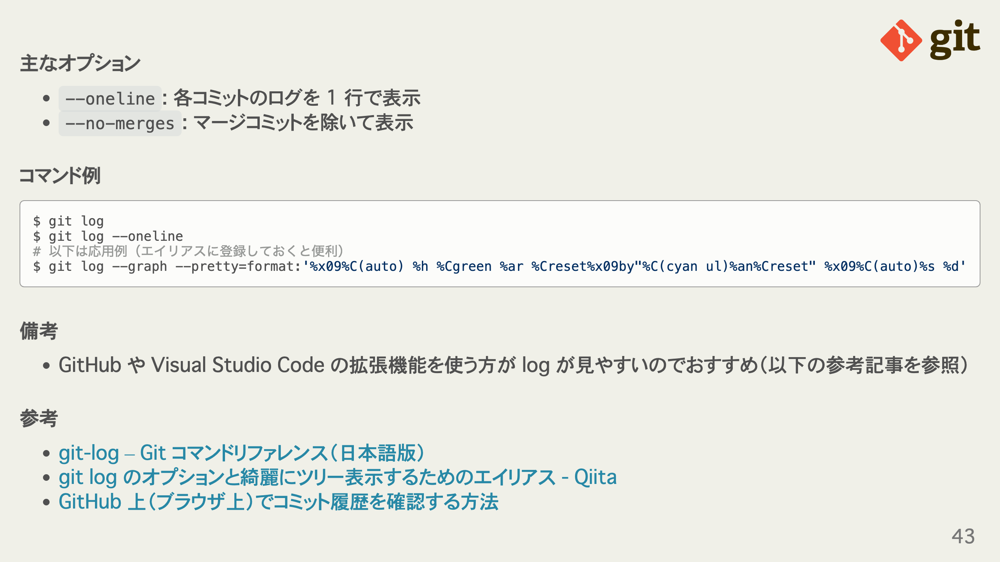 git
主なオプション
• --oneline: 各コミットのログを 1 行で表示
• --no-merges: マージコミットを除いて表示
コマンド例
$ git log
$ git log --oneline
# 以下は応用例（エイリアスに登録しておくと便利）
$ git log --graph --pretty=format:'%x09%C(auto) %h %Cgreen %ar %Creset%x09by"%C(cyan ul)%an%Creset" %x09%C(auto)%s %d'
備考
• GitHub や Visual Studio Code の拡張機能を使う方が log が見やすいのでおすすめ（以下の参考記事を参照）
参考
• git-log – Git コマンドリファレンス（日本語版）
• git log のオプションと綺麗にツリー表示するためのエイリアス - Qiita
• GitHub 上（ブラウザ上）でコミット履歴を確認する方法
43